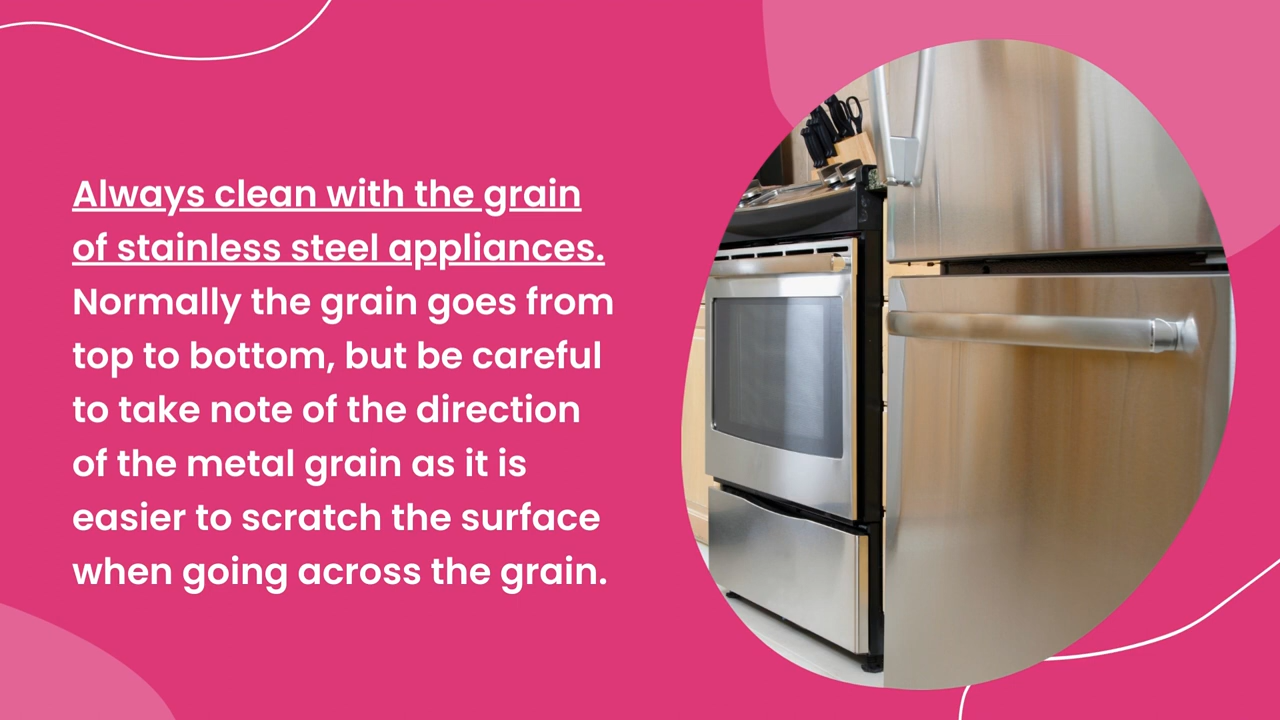 Always clean with the grain
of stainless steel appliances.
Normally the grain goes from
top to bottom, but be careful
to take note of the direction
of the metal grain as it is
easier to scratch the surface
when going across the grain.